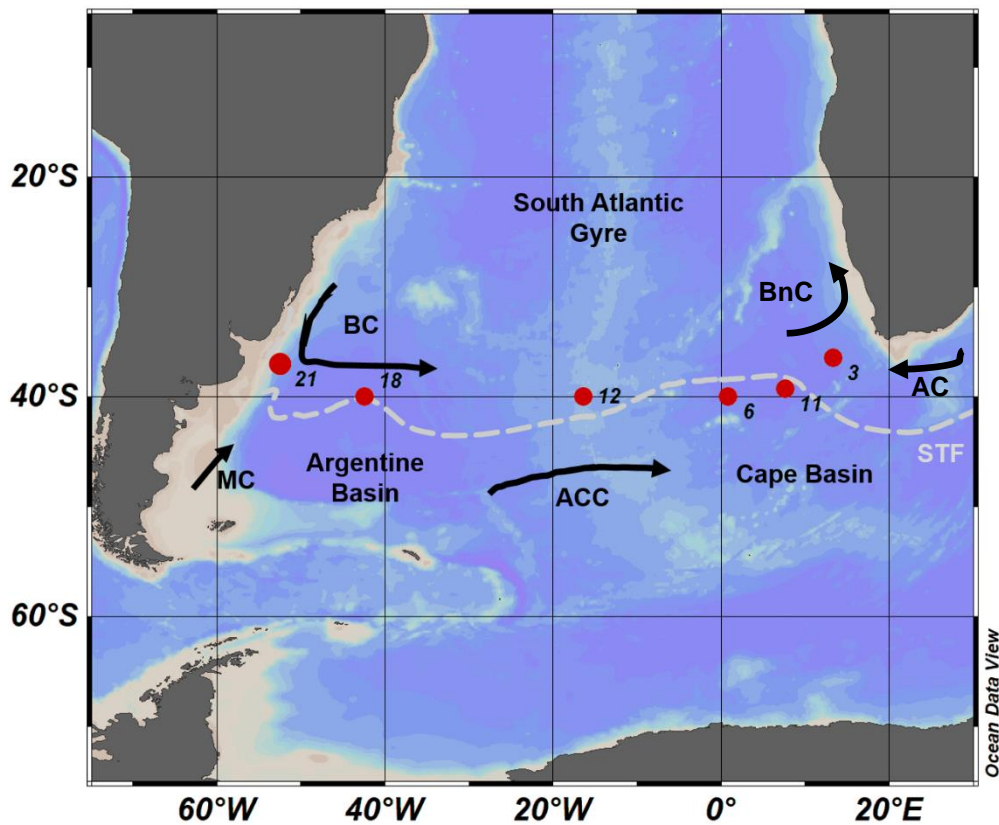 20°S
40°S
60°S
South Atlantic
Gyre
BnC
BC
21
18
12
6
11
3
AC
STF
MC
Argentine
Basin
ACC
Cape Basin
60°W
40°W
20°W
0°
20°E
Ocean Data View